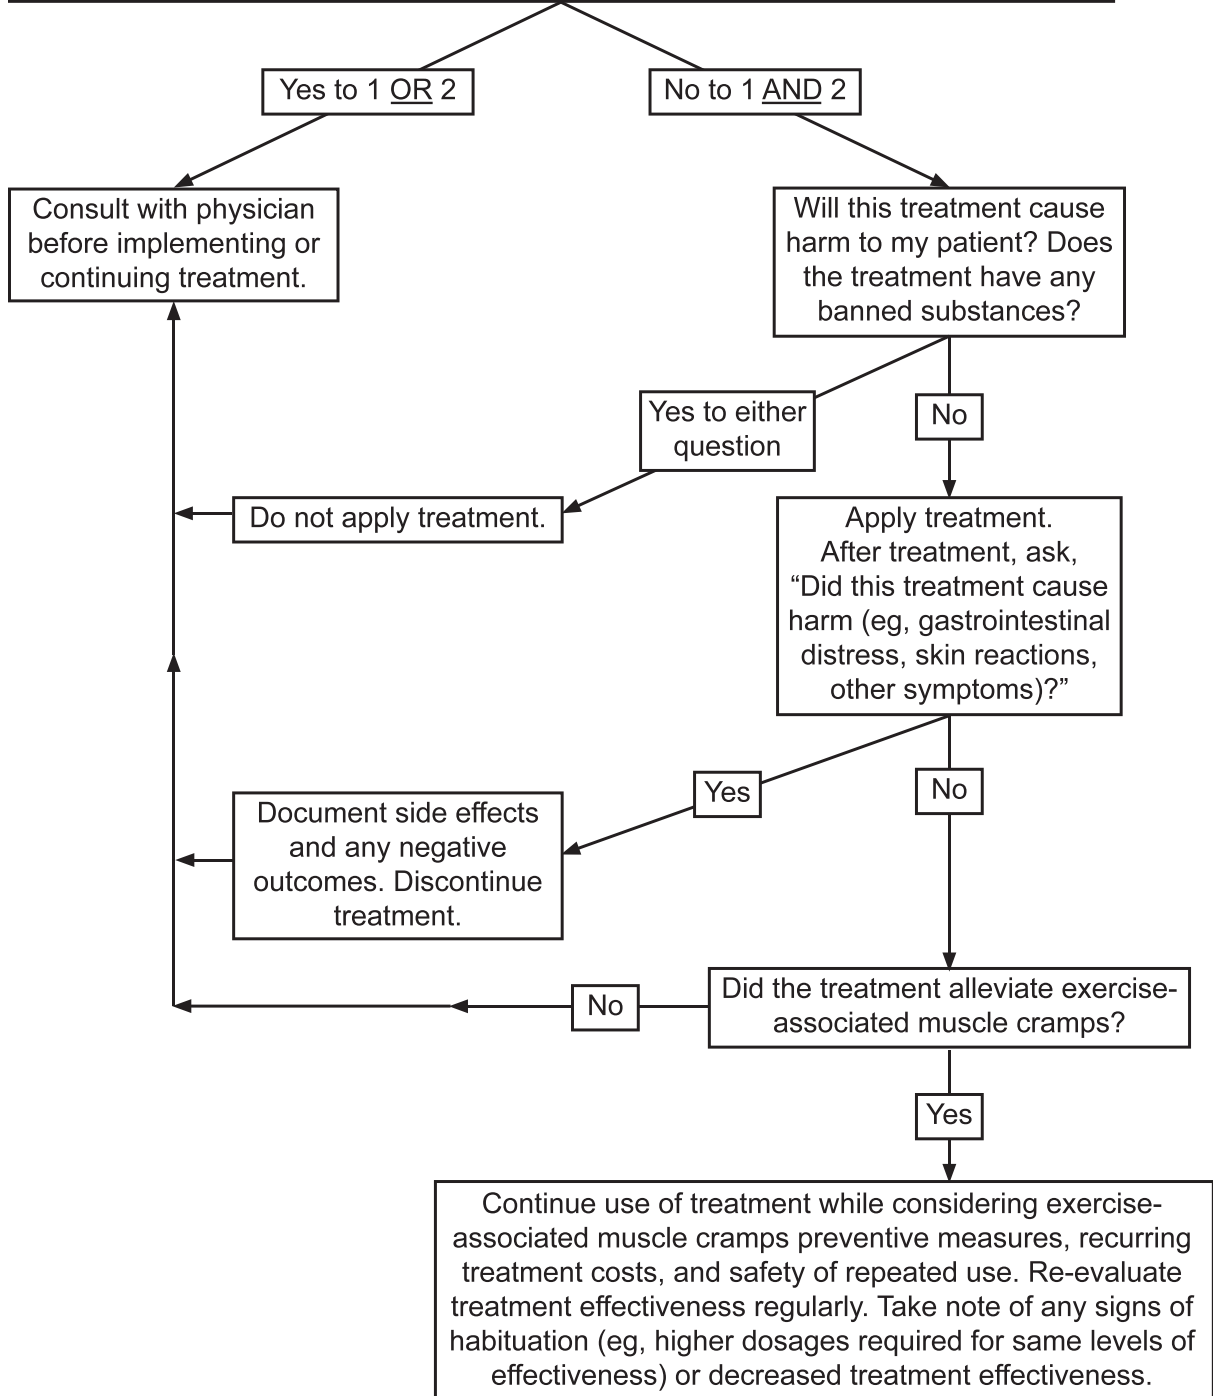 Yes to 1 OR 2
No to 1 AND 2
Consult with physician
before implementing or
continuing treatment.
Will this treatment cause
harm to my patient? Does
the treatment have any
banned substances?
Yes to either
question
No
Do not apply treatment.
Apply treatment.
After treatment, ask,
“Did this treatment cause
harm (eg, gastrointestinal
distress, skin reactions,
other symptoms)?”
Yes
No
Document side effects
and any negative
outcomes. Discontinue
treatment.
No
Did the treatment alleviate exercise-
associated muscle cramps?
Yes
Continue use of treatment while considering exercise-
associated muscle cramps preventive measures, recurring
treatment costs, and safety of repeated use. Re-evaluate
treatment effectiveness regularly. Take note of any signs of
habituation (eg, higher dosages required for same levels of
effectiveness) or decreased treatment effectiveness.